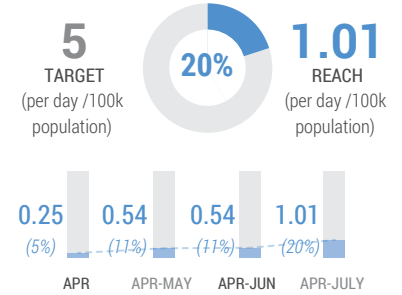 5
TARGET
(per day /100k
population)
20%
1.01
REACH
(per day /100k
population)
0.25 0.54 0.54 1.01
(5%) (11%) (11%) (20%)
APR APR-MAY APR-JUN APR-JULY